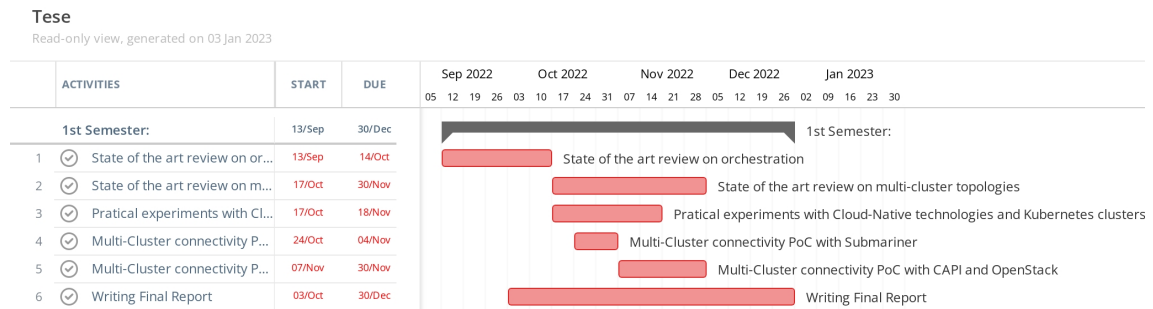 Tese
Read-only view, generated on 03 Jan 2023
ACTIVITIES START DUE Sep 2022 Oct 2022 Nov 2022 Dec 2022 Jan 2023
05 12 19 26 03 10 17 24 31 07 14 21 28 05 12 19 26 02 09 16 23 30
1st Semester: 13/Sep 30/Dec 1st Semester:
1 State of the art review on or... 13/Sep 14/Oct State of the art review on orchestration
2 State of the art review on m... 17/Oct 30/Nov State of the art review on multi-cluster topologies
3 Pratical experiments with Cl... 17/Oct 18/Nov Pratical experiments with Cloud-Native technologies and Kubernetes clusters
4 Multi-Cluster connectivity P... 24/Oct 04/Nov Multi-Cluster connectivity PoC with Submariner
5 Multi-Cluster connectivity P... 07/Nov 30/Nov Multi-Cluster connectivity PoC with CAPI and OpenStack
6 Writing Final Report 03/Oct 30/Dec Writing Final Report